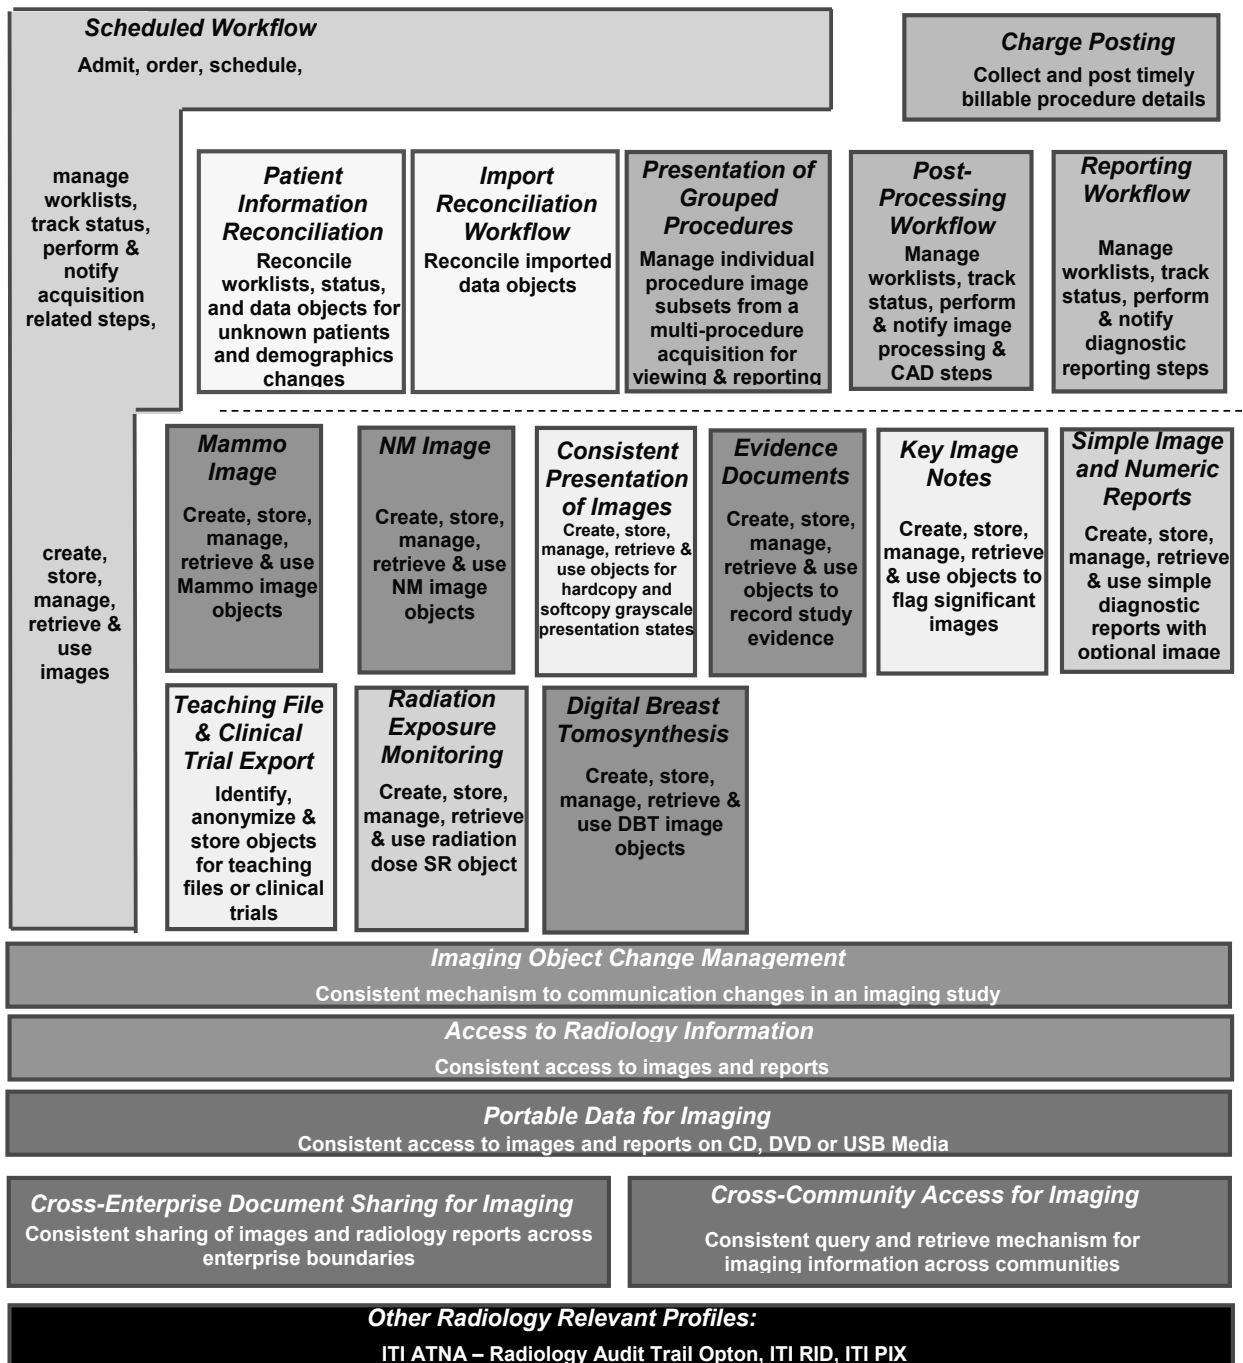 Scheduled Workflow
Admit, order, schedule,
Charge Posting
Collect and post timely
billable procedure details
manage
worklists,
track status,
perform &
notify
acquisition
related steps,
Patient
Information
Reconciliation
Reconcile
worklists, status,
and data objects for
unknown patients
and demographics
changes
Import
Reconciliation
Workflow
Reconcile imported
data objects
Presentation of
Grouped
Procedures
Manage individual
procedure image
subsets from a
multi-procedure
acquisition for
viewing & reporting
Post-
Processing
Workflow
Manage
worklists, track
status, perform
& notify image
processing &
CAD steps
Reporting
Workflow
Manage
worklists, track
status, perform
& notify
diagnostic
reporting steps
create,
store,
manage,
retrieve &
use
images
Mammo
Image
Create, store,
manage,
retrieve & use
Mammo image
objects
NM Image
Create, store,
manage,
retrieve & use
NM image
objects
Consistent
Presentation
of Images
Create, store,
manage, retrieve &
use objects for
hardcopy and
softcopy grayscale
presentation states
Evidence
Documents
Create, store,
manage,
retrieve & use
objects to
record study
evidence
Key Image
Notes
Create, store,
manage, retrieve
& use objects to
flag significant
images
Simple Image
and Numeric
Reports
Create, store,
manage, retrieve
& use simple
diagnostic
reports with
optional image
Teaching File
& Clinical
Trial Export
Identify,
anonymize &
store objects
for teaching
files or clinical
trials
Radiation
Exposure
Monitoring
Create, store,
manage, retrieve
& use radiation
dose SR object
Digital Breast
Tomosynthesis
Create, store,
manage, retrieve &
use DBT image
objects
Imaging Object Change Management
Consistent mechanism to communication changes in an imaging study
Access to Radiology Information
Consistent access to images and reports
Portable Data for Imaging
Consistent access to images and reports on CD, DVD or USB Media
Cross-Enterprise Document Sharing for Imaging
Consistent sharing of images and radiology reports across
enterprise boundaries
Cross-Community Access for Imaging
Consistent query and retrieve mechanism for
imaging information across communities
Other Radiology Relevant Profiles:
ITI ATNA – Radiology Audit Trail Opton, ITI RID, ITI PIX